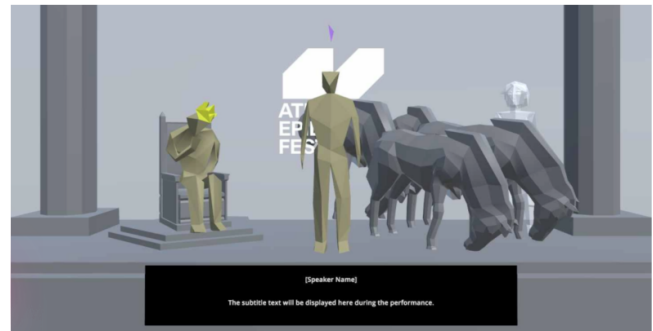 [Speaker Name]
The subtitle text will be displayed here during the performance.